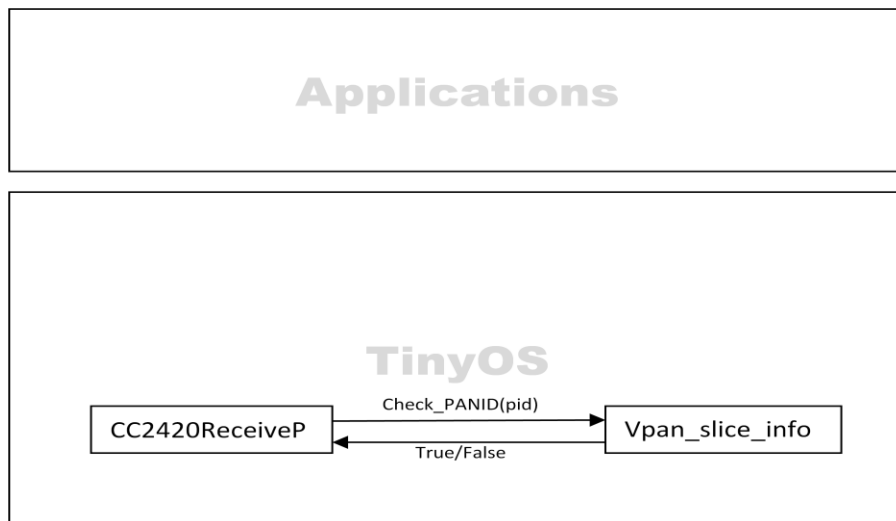 Applications
TinyOS
Check_PANID(pid)
CC2420ReceiveP
Vpan_slice_info
True/False